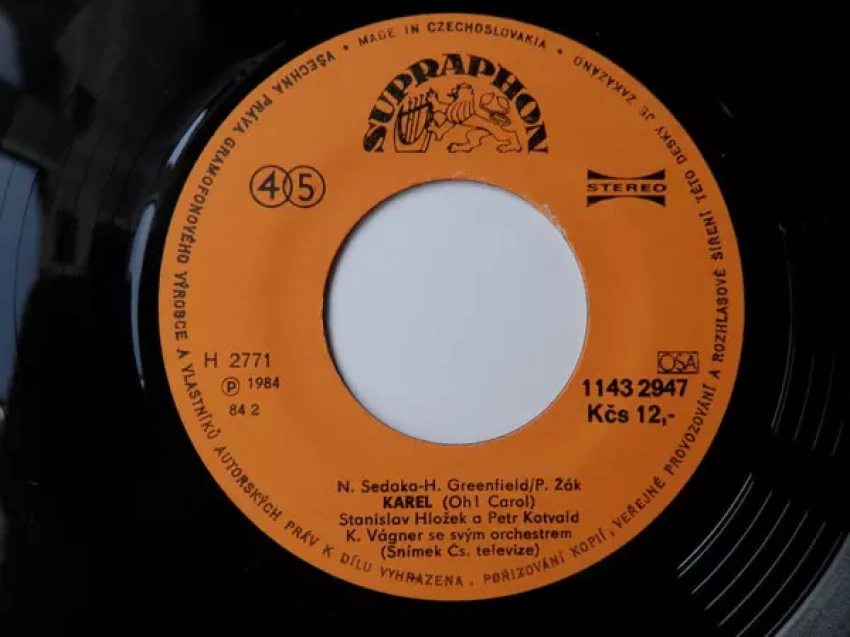 VŠECHNA PRÁVA GRAMOFONOVÉHO VÝROBCE A VLASTNÍKŮ AUTORSKÝCH PRÁV K DÍLU VYHRAZENA. POŘIZOVÁNÍ KOPIÍ, VEŘEJNÉ PROVOZOVÁNÍ A ROZHLASOVÉ ŠÍŘENÍ TÉTO DESKY JE ZAKÁZÁNO
• MADE IN CZECHOSLOVAKIA •
SUPRAPHON
45
STEREO
H 2771
Ⓟ 1984
84 2
OSA
1143 2947
Kčs 12,-
N. Sedaka-H. Greenfield/P. Žák
KAREL (Oh! Carol)
Stanislav Hložek a Petr Kotvald
K. Vágner se svým orchestrem
(Snímek Čs. televize)